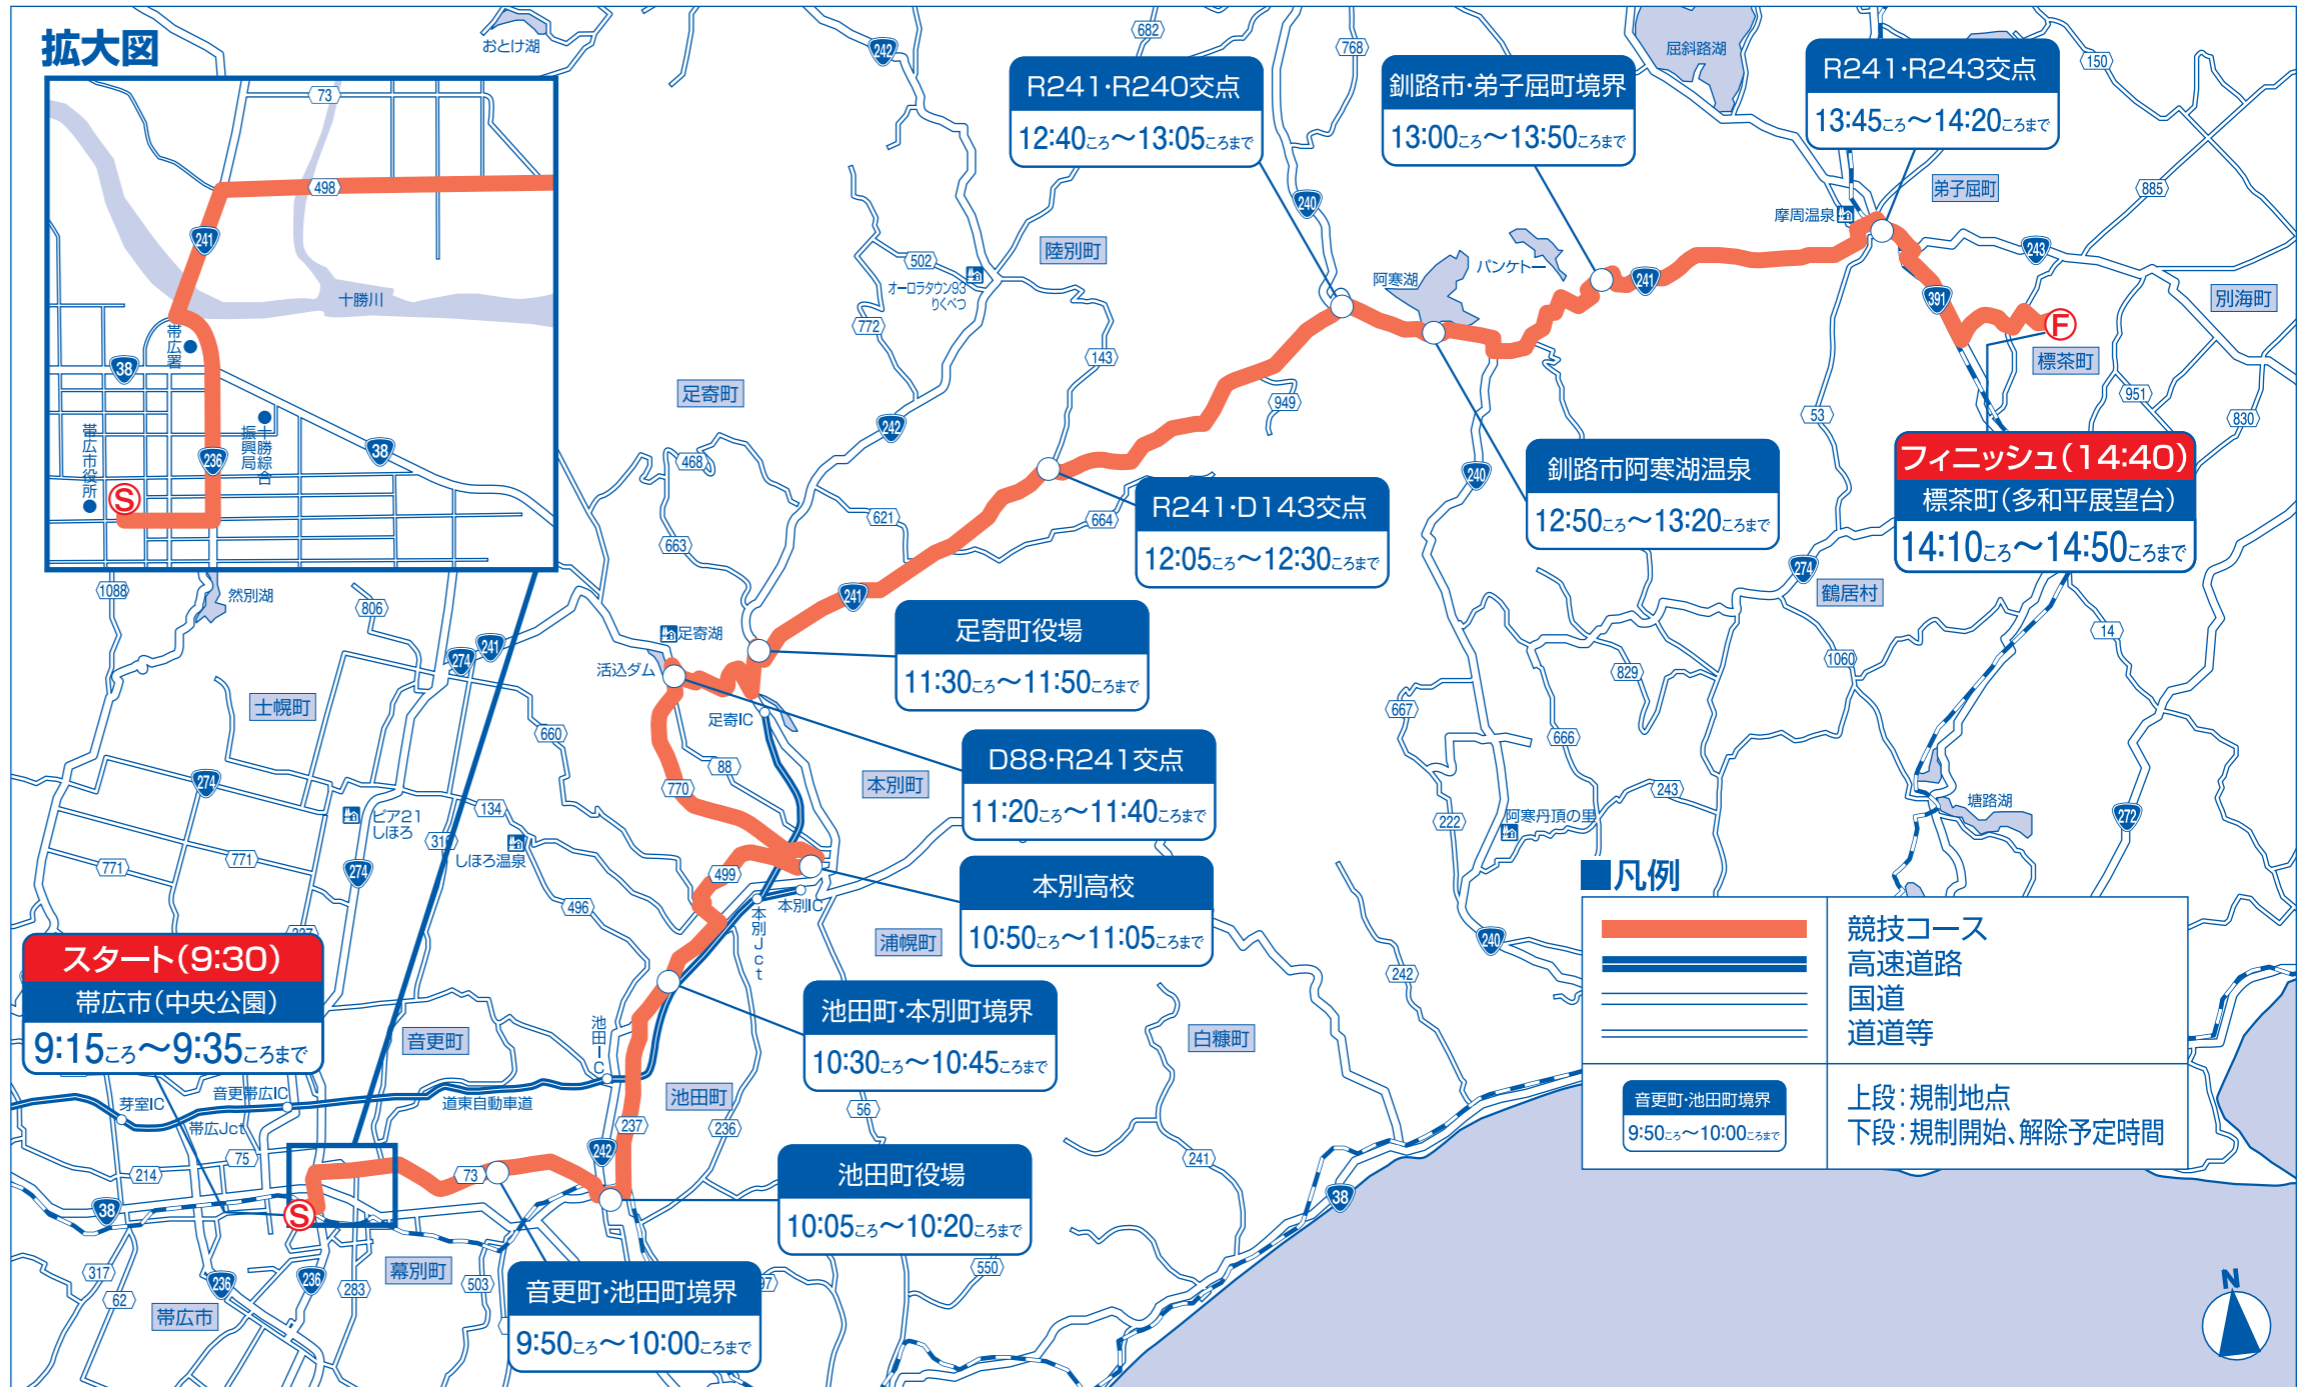 拡大図
73
498
241
十勝川
帯広署
38
帯広市役所
十勝総合
振興局
38
236
S
おとけ湖
242
682
768
屈斜路湖
150
R241・R240交点
12:40ころ〜13:05ころまで
釧路市・弟子屈町境界
13:00ころ〜13:50ころまで
R241・R243交点
13:45ころ〜14:20ころまで
240
陸別町
502
オーロラタウン93
りくべつ
772
143
足寄町
242
阿寒湖
パンケトー
241
摩周温泉
弟子屈町
885
243
別海町
391
F
標茶町
951
830
53
949
フィニッシュ(14:40)
標茶町(多和平展望台)
14:10ころ〜14:50ころまで
釧路市阿寒湖温泉
12:50ころ〜13:20ころまで
240
R241・D143交点
12:05ころ〜12:30ころまで
468
621
664
663
241
274
鶴居村
14
1060
829
667
666
243
222
阿寒丹頂の里
塘路湖
272
1088
然別湖
806
274
241
足寄湖
活込ダム
足寄町役場
11:30ころ〜11:50ころまで
足寄IC
士幌町
660
88
770
本別町
D88・R241交点
11:20ころ〜11:40ころまで
274
ピア21
しほろ
134
しほろ温泉
771
771
274
496
499
本別IC
本別Jct
本別高校
10:50ころ〜11:05ころまで
浦幌町
240
242
スタート(9:30)
帯広市(中央公園)
9:15ころ〜9:35ころまで
音更町
池田IC
池田町・本別町境界
10:30ころ〜10:45ころまで
白糠町
池田町
芽室IC
音更帯広IC
帯広Jct
道東自動車道
56
237
236
242
241
75
214
73
38
S
38
池田町役場
10:05ころ〜10:20ころまで
幕別町
503
550
317
62
236
236
283
帯広市
音更町・池田町境界
9:50ころ〜10:00ころまで
■凡例
競技コース
高速道路
国道
道道等
音更町・池田町境界
9:50ころ〜10:00ころまで
上段：規制地点
下段：規制開始、解除予定時間
N